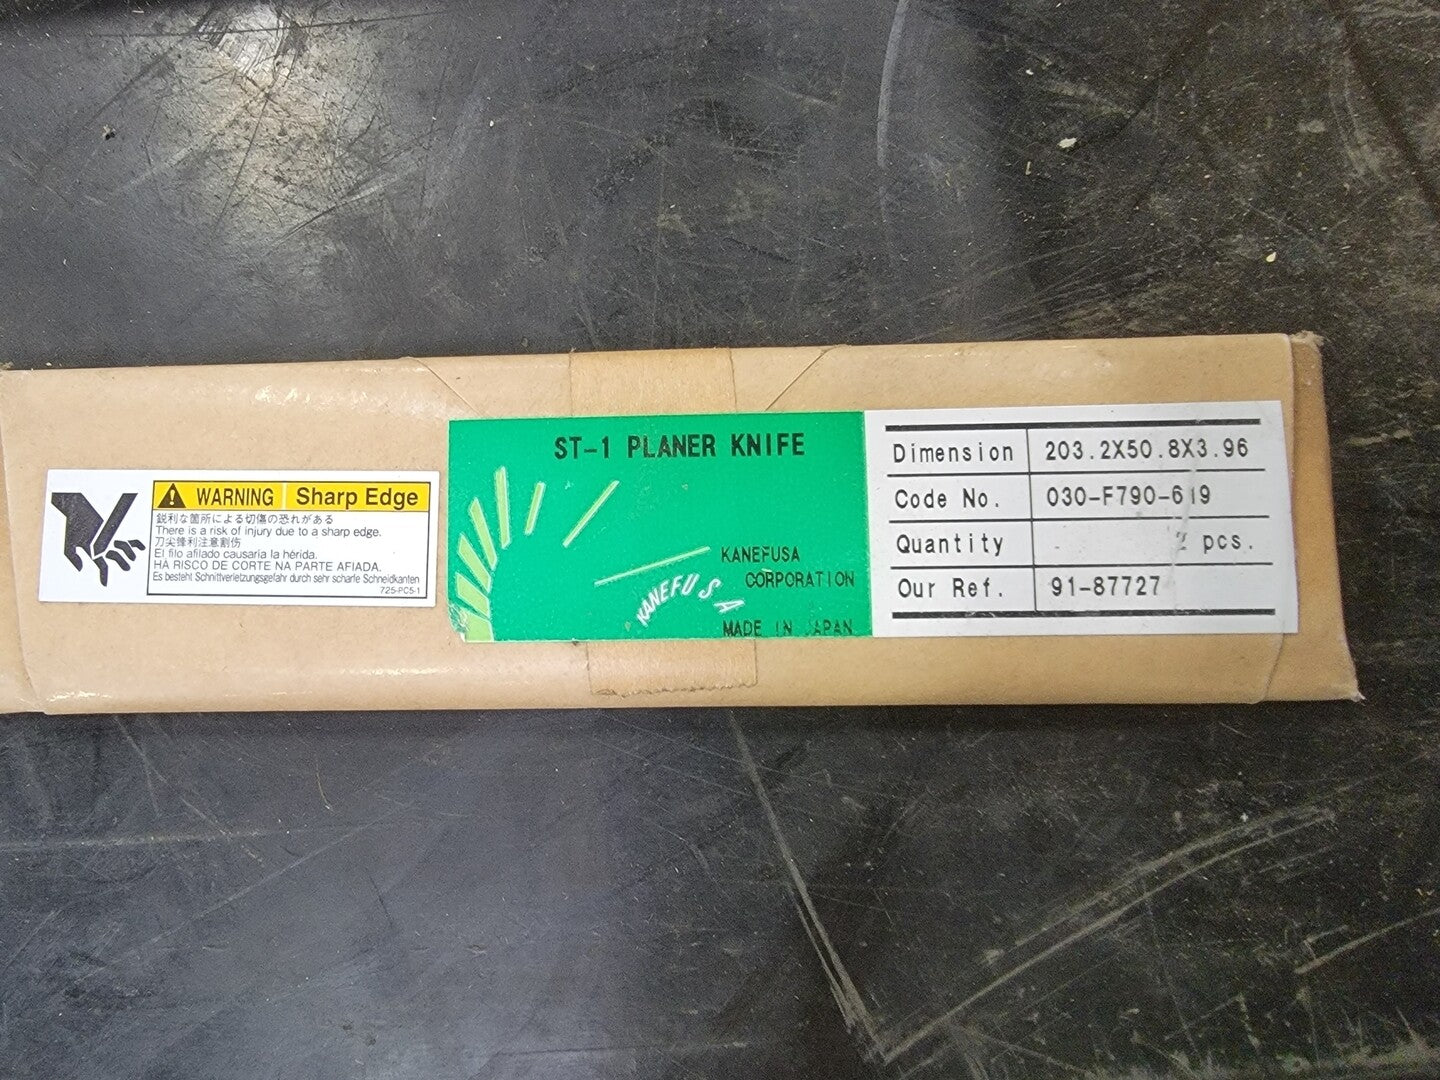 WARNING Sharp Edge
鋭利な箇所による切傷の恐れがある
There is a risk of injury due to a sharp edge.
刀尖锋利注意割伤
El filo afilado causaria la hérida.
HÁ RISCO DE CORTE NA PARTE AFIADA.
Es besteht Schnittverletzungsgefahr durch sehr scharfe Schneidkanten
725-PC5-1
ST-1 PLANER KNIFE
KANEFUSA
CORPORATION
KANEFUSA
MADE IN JAPAN
Dimension 203.2X50.8X3.96
Code No. 030-F790-619
Quantity 2 pcs.
Our Ref. 91-87727